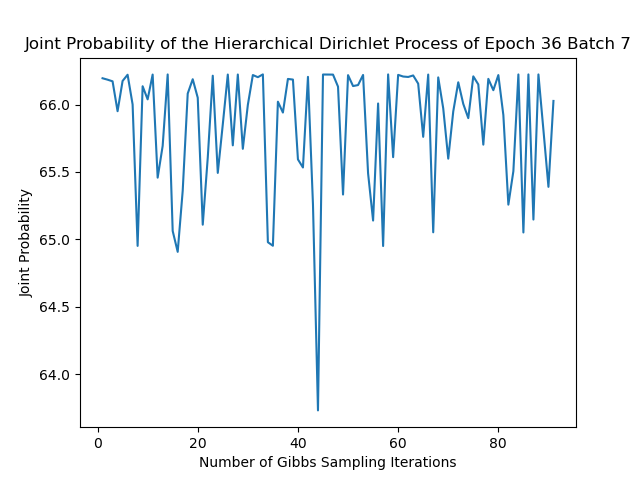 Joint Probability of the Hierarchical Dirichlet Process of Epoch 36 Batch 7
Joint Probability
66.0
65.5
65.0
64.5
64.0
0 20 40 60 80
Number of Gibbs Sampling Iterations